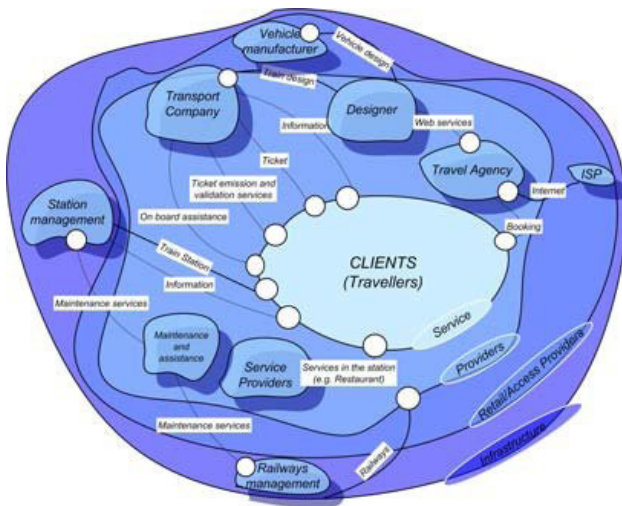 Vehicle
manufacturer
Vehicle design
Train design
Transport
Company
Designer
Information
Web services
Ticket
Travel Agency
ISP
Ticket emission and
validation services
Internet
Station
management
On board assistance
Booking
Train Station
CLIENTS
(Travellers)
Information
Maintenance services
Service
Maintenance
and
assistance
Service
Providers
Services in the station
(e.g. Restaurant)
Providers
Retail/Access Providers
Maintenance services
Railways
Infrastructure
Railways
management